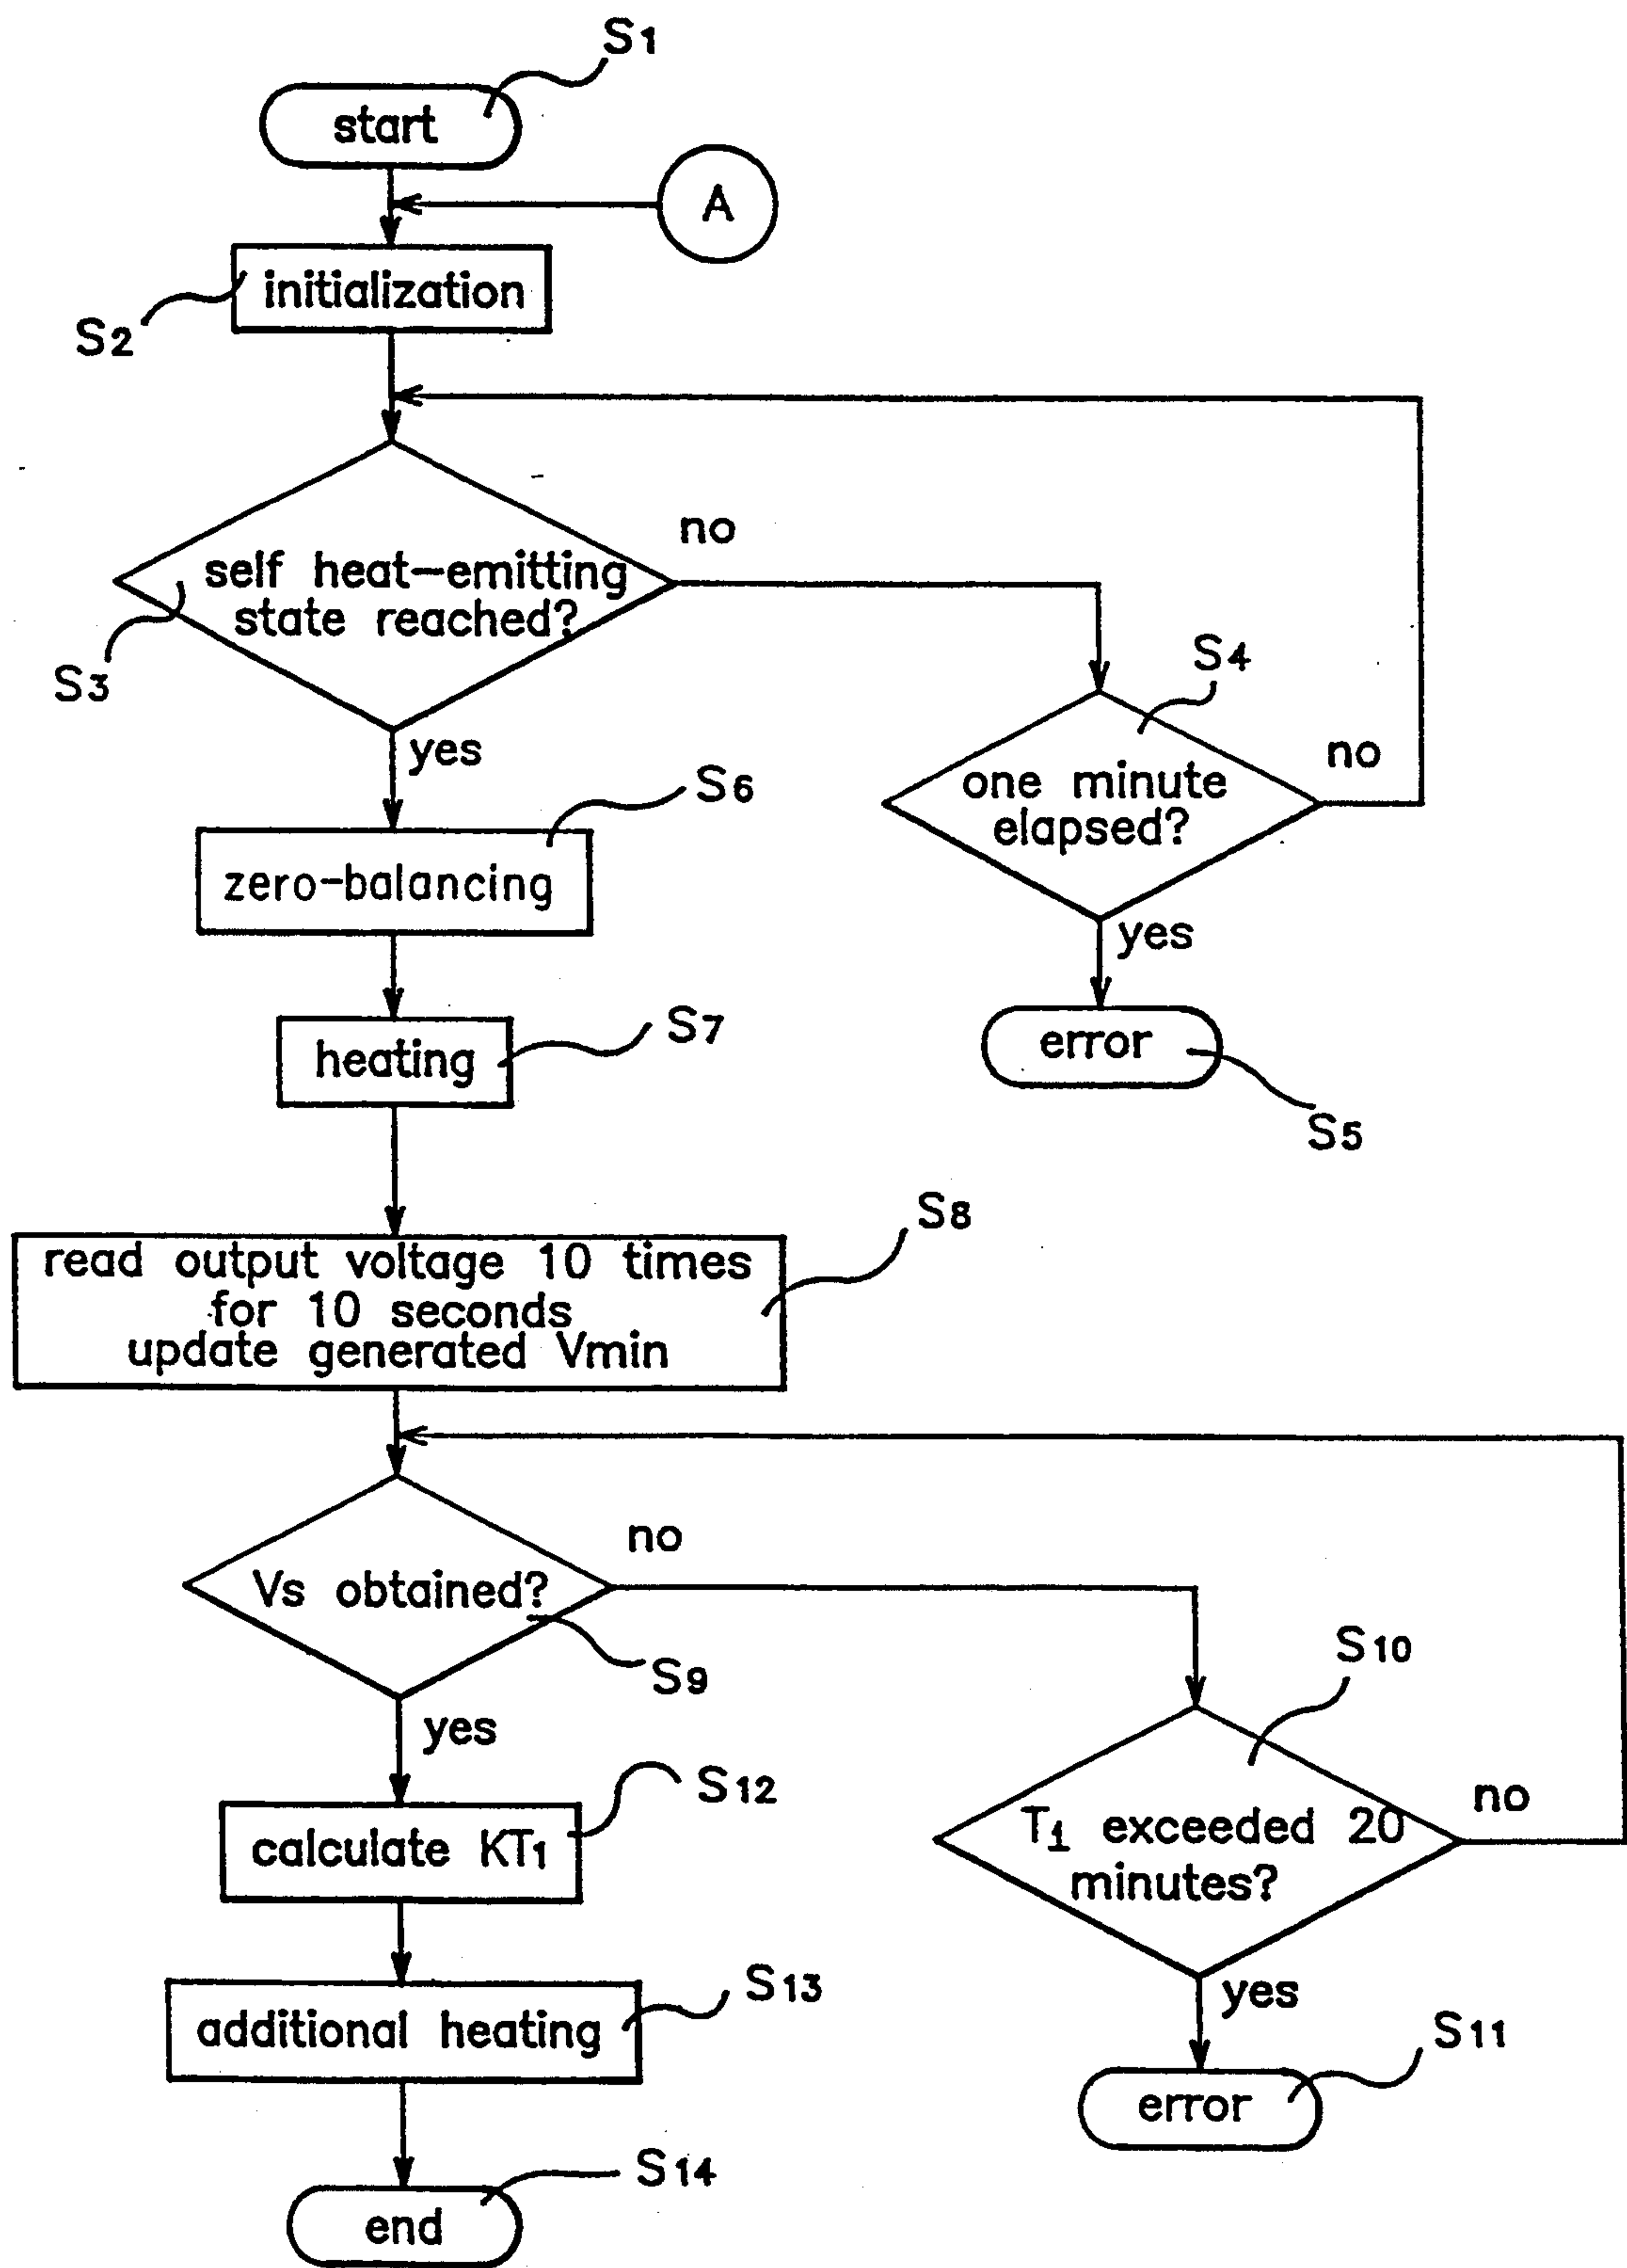 S1
start
A
initialization
S2
no
self heat-emitting
state reached?
S3
S4
yes
no
one minute
elapsed?
S6
zero-balancing
yes
S7
heating
error
S5
S8
read output voltage 10 times
for 10 seconds
update generated Vmin
no
Vs obtained?
S9
S10
yes
S12
no
T1 exceeded 20
minutes?
calculate KT1
S13
yes
additional heating
S11
error
S14
end